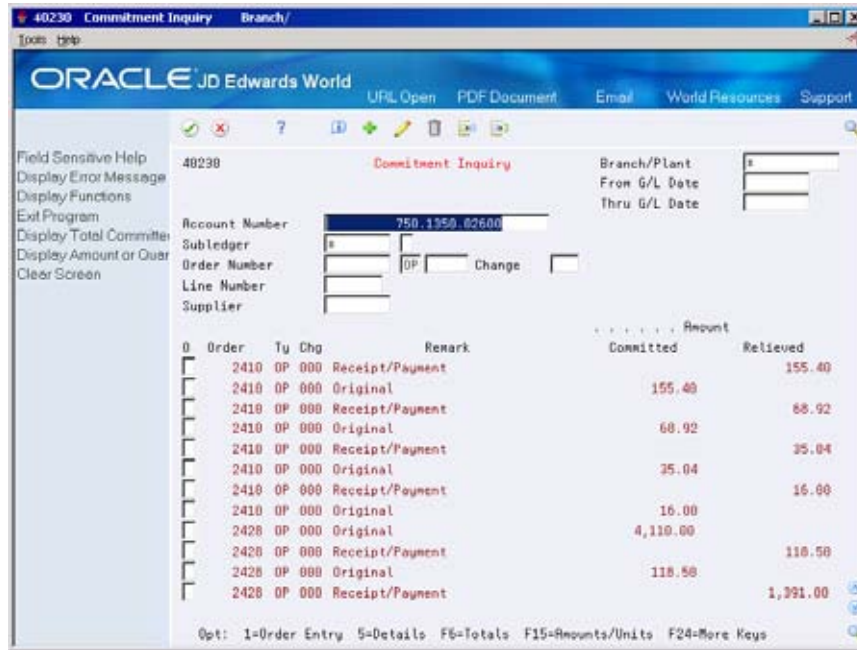 40230 Commitment Inquiry Branch/
Tools Help
ORACLE JD Edwards World
URL Open PDF Document Email World Resources Support
Field Sensitive Help
Display Error Message
Display Functions
Exit Program
Display Total Committe
Display Amount or Quar
Clear Screen
40230 Commitment Inquiry Branch/Plant *
From G/L Date
Thru G/L Date
Account Number 750.1350.02600
Subledger *
Order Number OP Change
Line Number
Supplier
. . . . . . Amount
O Order Ty Chg Remark Committed Relieved
2410 OP 000 Receipt/Payment 155.40
2410 OP 000 Original 155.40
2410 OP 000 Receipt/Payment 68.92
2410 OP 000 Original 68.92
2410 OP 000 Receipt/Payment 35.04
2410 OP 000 Original 35.04
2410 OP 000 Receipt/Payment 16.00
2410 OP 000 Original 16.00
2428 OP 000 Original 4,110.00
2428 OP 000 Receipt/Payment 118.50
2428 OP 000 Original 118.50
2428 OP 000 Receipt/Payment 1,391.00
Opt: 1=Order Entry 5=Details F6=Totals F15=Amounts/Units F24=More Keys